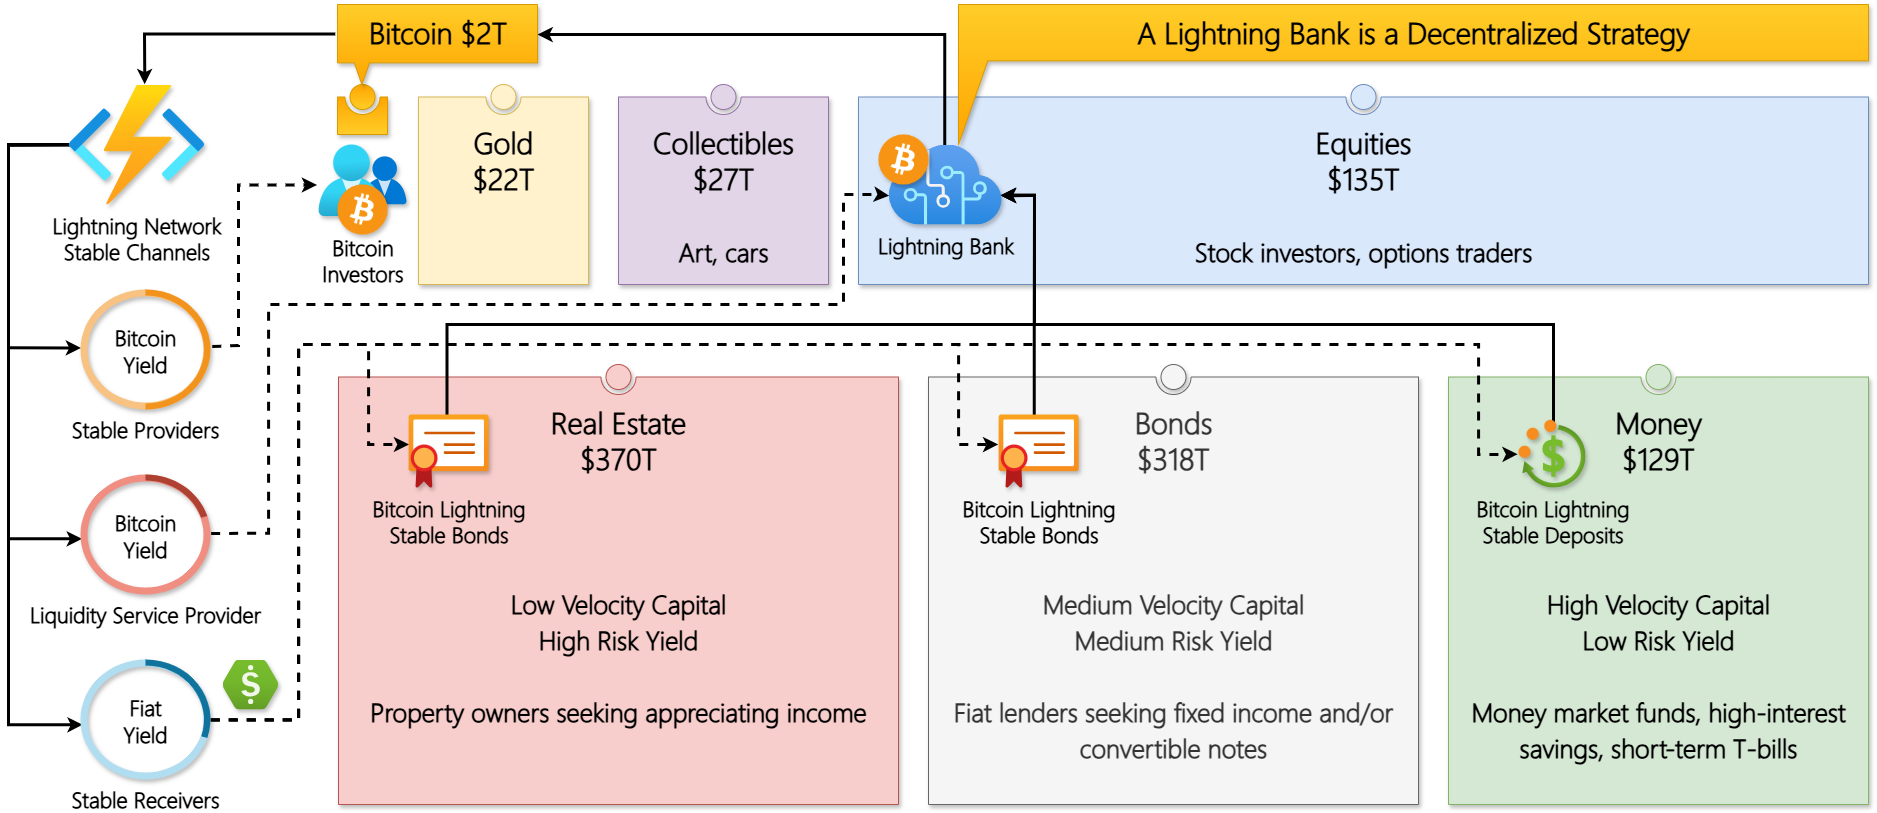 Bitcoin $2T
A Lightning Bank is a Decentralized Strategy
Gold
$22T
Collectibles
$27T
Art, cars
Equities
$135T
Stock investors, options traders
Lightning Bank
Bitcoin
Investors
Lightning Network
Stable Channels
Bitcoin
Yield
Stable Providers
Bitcoin
Yield
Liquidity Service Provider
Fiat
Yield
Stable Receivers
Real Estate
$370T
Bitcoin Lightning
Stable Bonds
Low Velocity Capital
High Risk Yield
Property owners seeking appreciating income
Bonds
$318T
Bitcoin Lightning
Stable Bonds
Medium Velocity Capital
Medium Risk Yield
Fiat lenders seeking fixed income and/or
convertible notes
Money
$129T
Bitcoin Lightning
Stable Deposits
High Velocity Capital
Low Risk Yield
Money market funds, high-interest
savings, short-term T-bills